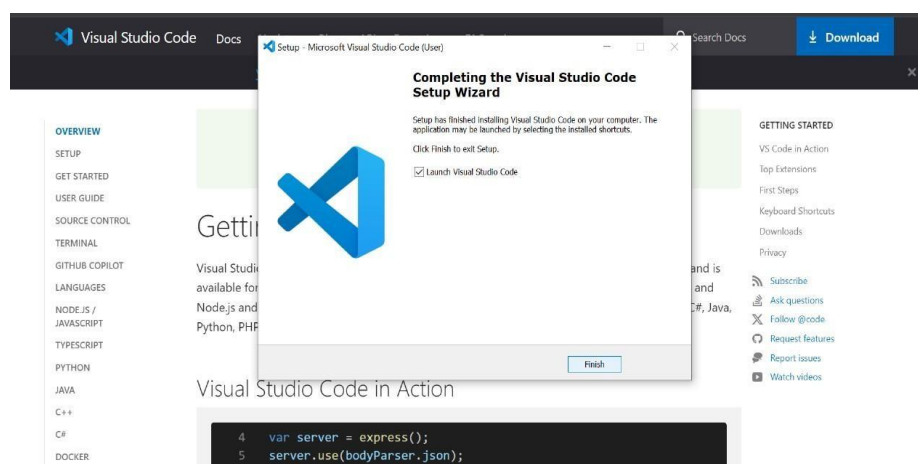 Visual Studio Code
Docs
Search Docs
Download
Setup - Microsoft Visual Studio Code (User)
Completing the Visual Studio Code
Setup Wizard
Setup has finished installing Visual Studio Code on your computer. The
application may be launched by selecting the installed shortcuts.
Click Finish to exit Setup.
Launch Visual Studio Code
Finish
OVERVIEW
SETUP
GET STARTED
USER GUIDE
SOURCE CONTROL
TERMINAL
GITHUB COPILOT
LANGUAGES
NODE.JS /
JAVASCRIPT
TYPESCRIPT
PYTHON
JAVA
C++
C#
DOCKER
Getti
Visual Studi and is
available for and
Node.js and C#, Java,
Python, PHP
Visual Studio Code in Action
4 var server = express();
5 server.use(bodyParser.json);
GETTING STARTED
VS Code in Action
Top Extensions
First Steps
Keyboard Shortcuts
Downloads
Privacy
Subscribe
Ask questions
Follow @code
Request features
Report issues
Watch videos